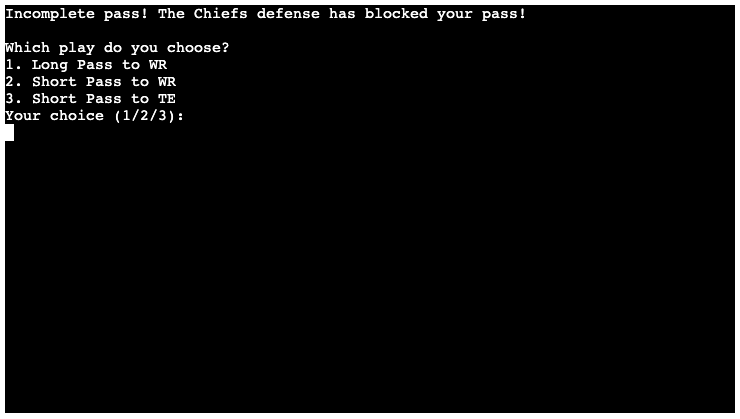 Incomplete pass! The Chiefs defense has blocked your pass!
Which play do you choose?
1. Long Pass to WR
2. Short Pass to WR
3. Short Pass to TE
Your choice (1/2/3):